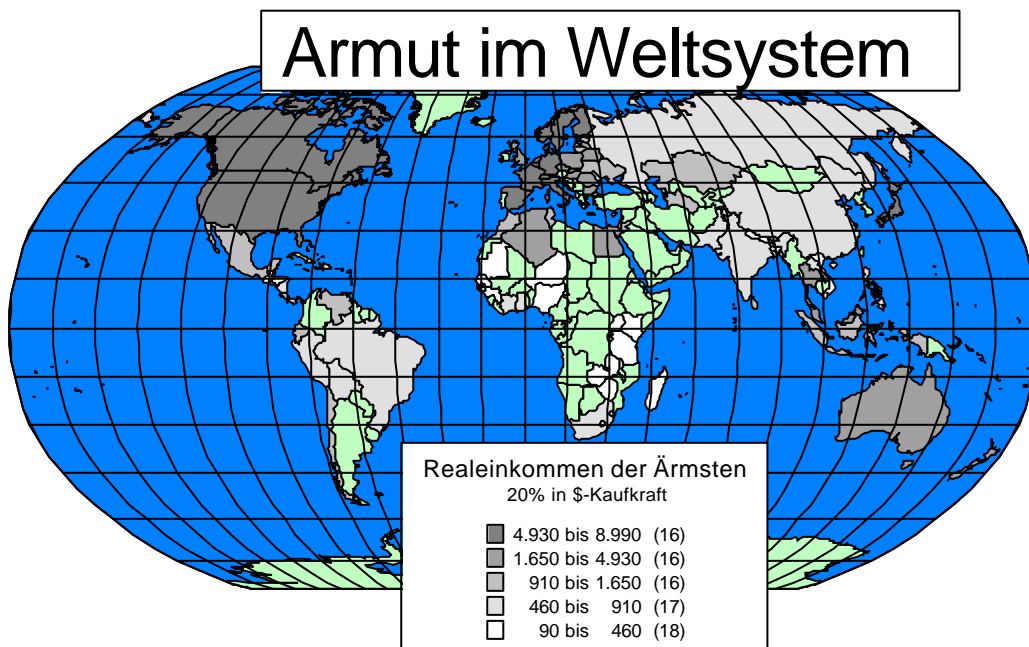 Armut im Weltsystem
Realeinkommen der Ärmsten
20% in $-Kaufkraft
4.930 bis 8.990 (16)
1.650 bis 4.930 (16)
910 bis 1.650 (16)
460 bis 910 (17)
90 bis 460 (18)